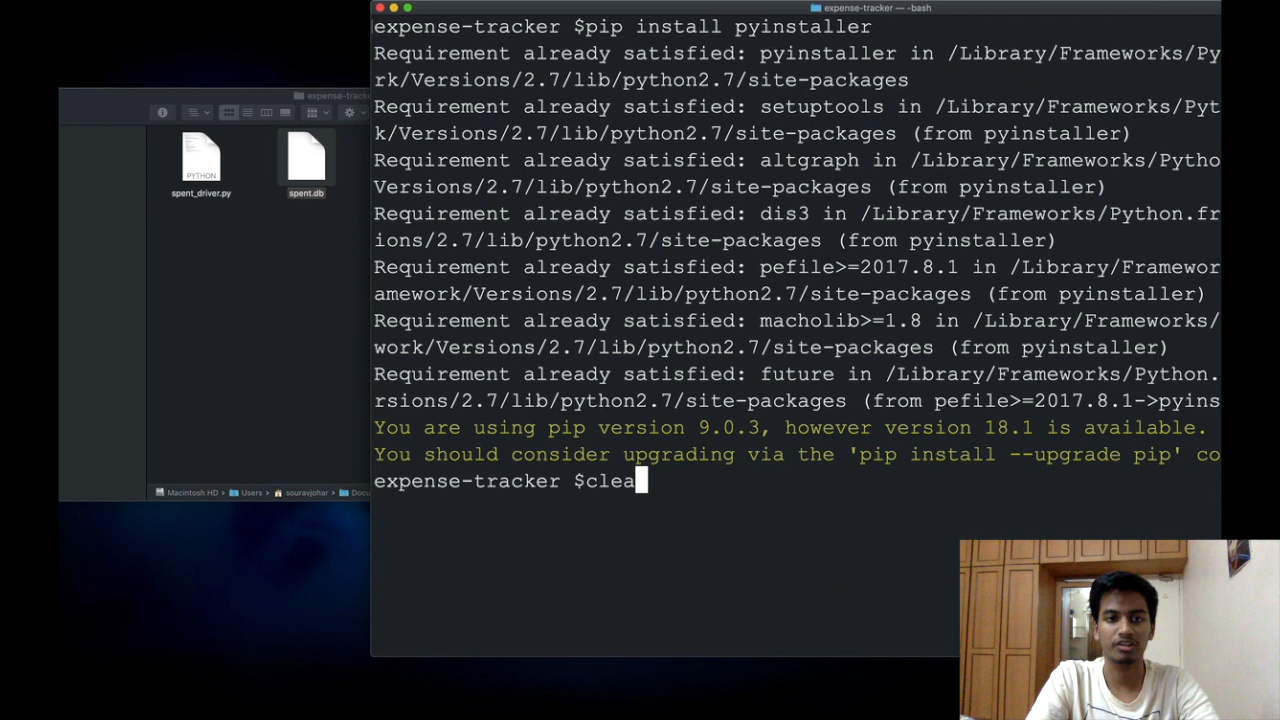 expense-tracker — -bash
expense-tracker $pip install pyinstaller
Requirement already satisfied: pyinstaller in /Library/Frameworks/Py
rk/Versions/2.7/lib/python2.7/site-packages
Requirement already satisfied: setuptools in /Library/Frameworks/Pyt
k/Versions/2.7/lib/python2.7/site-packages (from pyinstaller)
Requirement already satisfied: altgraph in /Library/Frameworks/Pytho
Versions/2.7/lib/python2.7/site-packages (from pyinstaller)
Requirement already satisfied: dis3 in /Library/Frameworks/Python.fr
ions/2.7/lib/python2.7/site-packages (from pyinstaller)
Requirement already satisfied: pefile>=2017.8.1 in /Library/Framewor
amework/Versions/2.7/lib/python2.7/site-packages (from pyinstaller)
Requirement already satisfied: macholib>=1.8 in /Library/Frameworks/
work/Versions/2.7/lib/python2.7/site-packages (from pyinstaller)
Requirement already satisfied: future in /Library/Frameworks/Python.
rsions/2.7/lib/python2.7/site-packages (from pefile>=2017.8.1->pyins
You are using pip version 9.0.3, however version 18.1 is available.
You should consider upgrading via the 'pip install --upgrade pip' co
expense-tracker $clea
expense-tracke
PYTHON
spent_driver.py
spent.db
Macintosh HD › Users › souravjohar › Docu